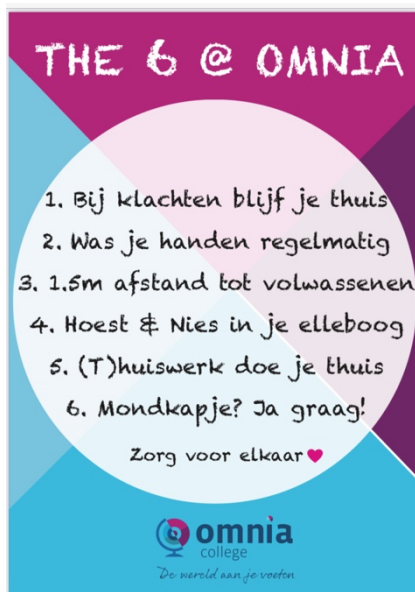 THE 6 @ OMNIA
1. Bij klachten blijf je thuis
2. Was je handen regelmatig
3. 1.5m afstand tot volwassenen
4. Hoest & Nies in je elleboog
5. (T)huiswerk doe je thuis
6. Mondkapje? Ja graag!
Zorg voor elkaar
omnia
college
De wereld aan je voeten